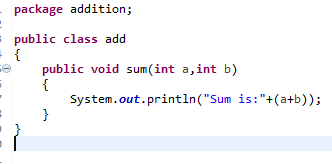 package addition;
public class add
{
public void sum(int a,int b)
{
System.out.println("Sum is:"+(a+b));
}
}